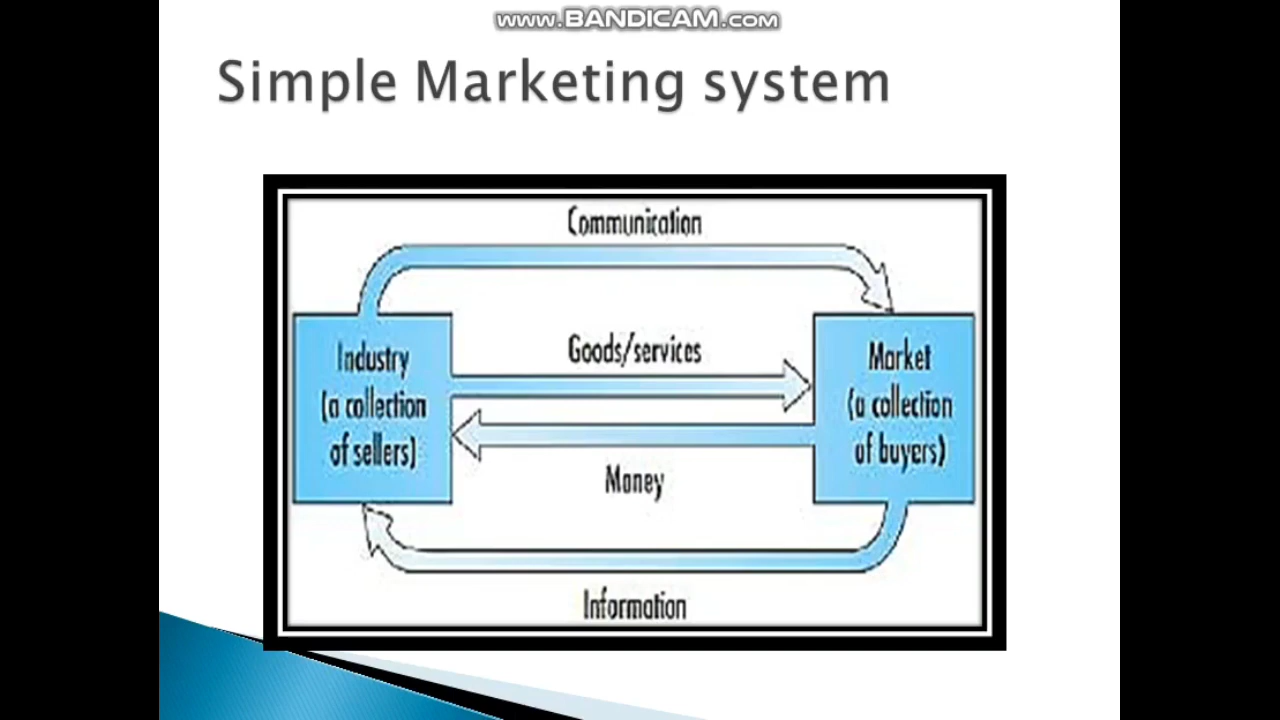 www.BANDICAM.com
Simple Marketing system
Communication
Industry
(a collection
of sellers)
Goods/services
Money
Market
(a collection
of buyers)
Information